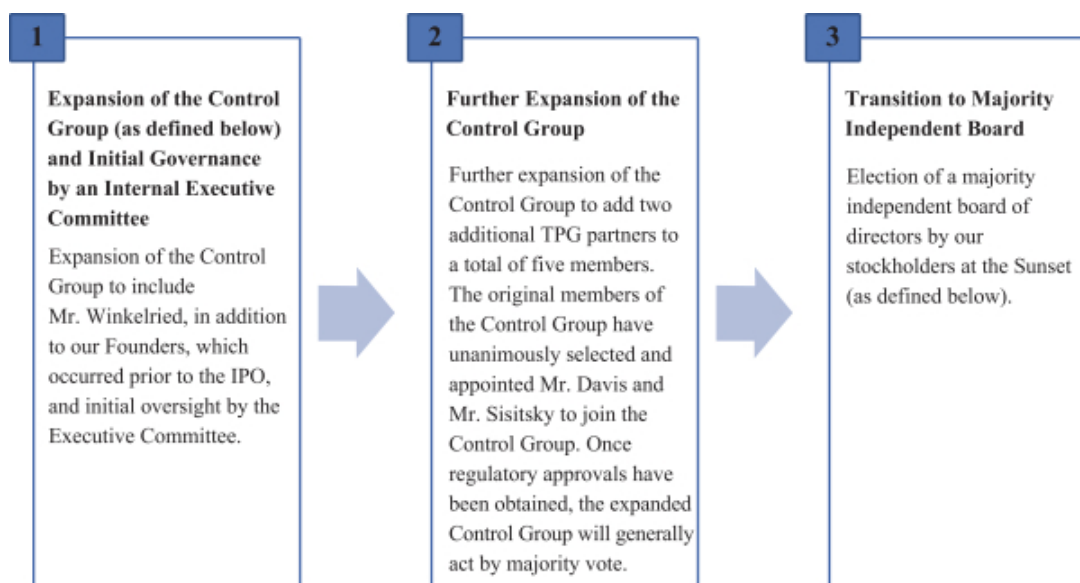 1
Expansion of the Control
Group (as defined below)
and Initial Governance
by an Internal Executive
Committee
Expansion of the Control
Group to include
Mr. Winkelried, in addition
to our Founders, which
occurred prior to the IPO,
and initial oversight by the
Executive Committee.
2
Further Expansion of the
Control Group
Further expansion of the
Control Group to add two
additional TPG partners to
a total of five members.
The original members of
the Control Group have
unanimously selected and
appointed Mr. Davis and
Mr. Sisitsky to join the
Control Group. Once
regulatory approvals have
been obtained, the expanded
Control Group will generally
act by majority vote.
3
Transition to Majority
Independent Board
Election of a majority
independent board of
directors by our
stockholders at the Sunset
(as defined below).